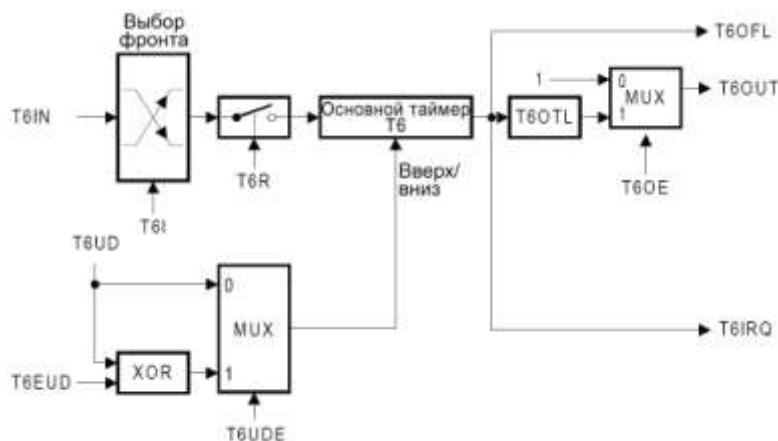 Выбор
фронта
T6IN
T6I
T6R
Основной таймер
T6
Вверх/
вниз
T6OFL
1
T6OTL
0
MUX
1
T6OUT
T6OE
T6UD
0
MUX
1
XOR
T6EUD
T6UDE
T6IRQ